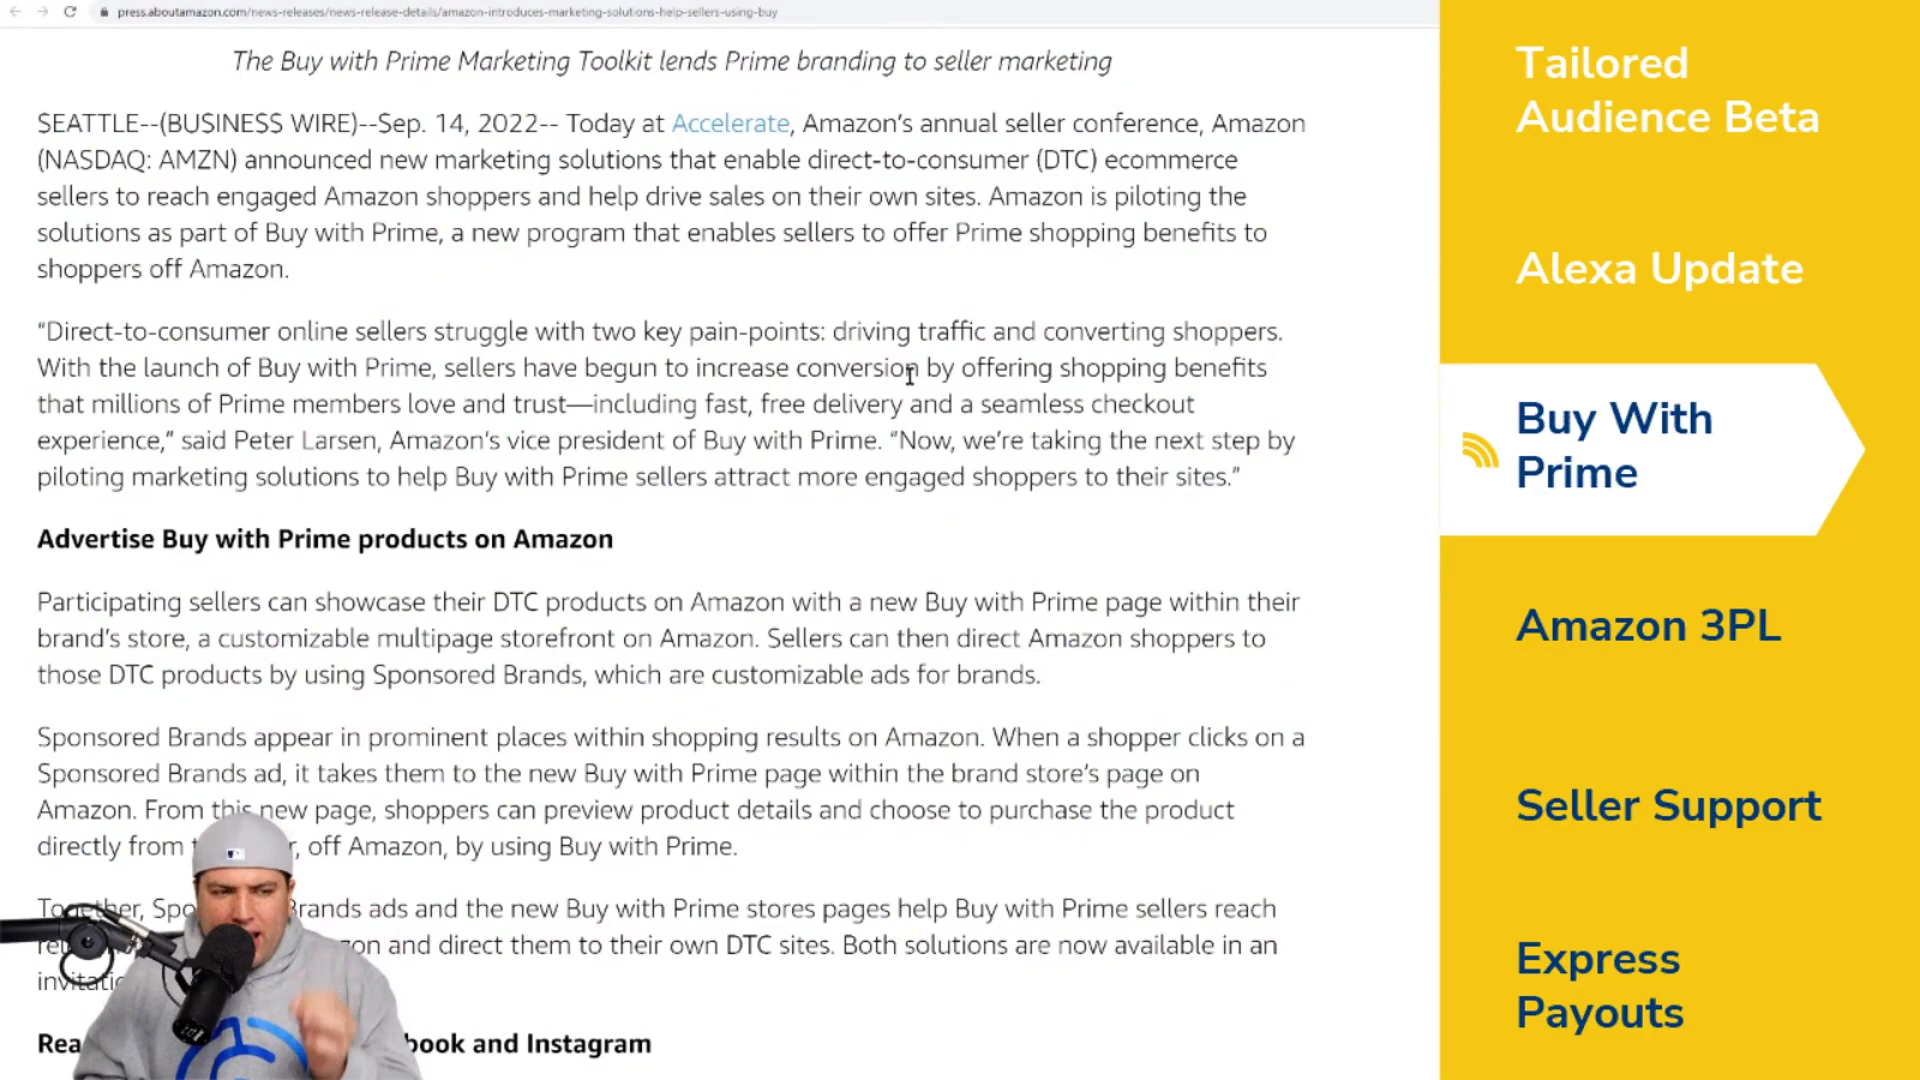 press.aboutamazon.com/news-releases/news-release-details/amazon-introduces-marketing-solutions-help-sellers-using-buy
The Buy with Prime Marketing Toolkit lends Prime branding to seller marketing
SEATTLE--(BUSINESS WIRE)--Sep. 14, 2022-- Today at Accelerate, Amazon's annual seller conference, Amazon
(NASDAQ: AMZN) announced new marketing solutions that enable direct-to-consumer (DTC) ecommerce
sellers to reach engaged Amazon shoppers and help drive sales on their own sites. Amazon is piloting the
solutions as part of Buy with Prime, a new program that enables sellers to offer Prime shopping benefits to
shoppers off Amazon.
“Direct-to-consumer online sellers struggle with two key pain-points: driving traffic and converting shoppers.
With the launch of Buy with Prime, sellers have begun to increase conversion by offering shopping benefits
that millions of Prime members love and trust—including fast, free delivery and a seamless checkout
experience,” said Peter Larsen, Amazon's vice president of Buy with Prime. “Now, we're taking the next step by
piloting marketing solutions to help Buy with Prime sellers attract more engaged shoppers to their sites.”
Advertise Buy with Prime products on Amazon
Participating sellers can showcase their DTC products on Amazon with a new Buy with Prime page within their
brand's store, a customizable multipage storefront on Amazon. Sellers can then direct Amazon shoppers to
those DTC products by using Sponsored Brands, which are customizable ads for brands.
Sponsored Brands appear in prominent places within shopping results on Amazon. When a shopper clicks on a
Sponsored Brands ad, it takes them to the new Buy with Prime page within the brand store's page on
Amazon. From this new page, shoppers can preview product details and choose to purchase the product
directly from off Amazon, by using Buy with Prime.
Together, Brands ads and the new Buy with Prime stores pages help Buy with Prime sellers reach
and direct them to their own DTC sites. Both solutions are now available in an
and Instagram
Tailored
Audience Beta
Alexa Update
Buy With
Prime
Amazon 3PL
Seller Support
Express
Payouts